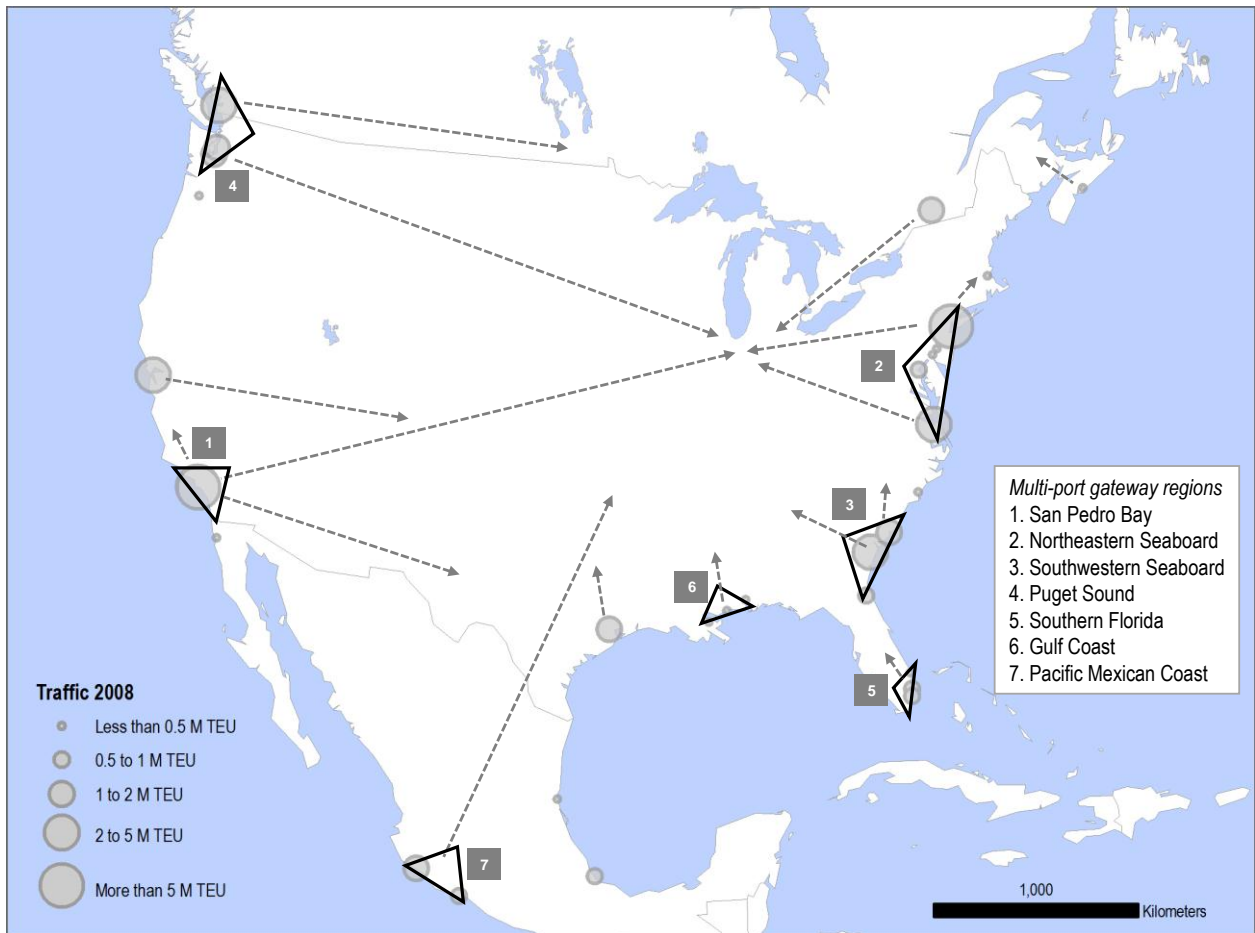 4
2
1
3
6
5
7
Multi-port gateway regions
1. San Pedro Bay
2. Northeastern Seaboard
3. Southwestern Seaboard
4. Puget Sound
5. Southern Florida
6. Gulf Coast
7. Pacific Mexican Coast
Traffic 2008
Less than 0.5 M TEU
0.5 to 1 M TEU
1 to 2 M TEU
2 to 5 M TEU
More than 5 M TEU
1,000
Kilometers